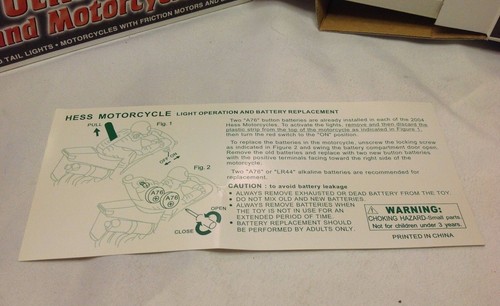 and Motorcycl
D TAIL LIGHTS • MOTORCYCLES WITH FRICTION MOTORS AND
HESS MOTORCYCLE LIGHT OPERATION AND BATTERY REPLACEMENT
PULL
Fig. 1
OFF ON
Fig. 2
A76
A76
OPEN
CLOSE
Two "A76" button batteries are already installed in each of the 2004
Hess Motorcycles. To activate the lights, remove and then discard the
plastic strip from the top of the motorcycle as indicated in Figure 1,
then turn the red switch to the "ON" position.
To replace the batteries in the motorcycle, unscrew the locking screw
as indicated in Figure 2 and swing the battery compartment door open.
Remove the old batteries and replace with two new button batteries
with the positive terminals facing toward the right side of the
motorcycle.
Two "A76" or "LR44" alkaline batteries are recommended for
replacement.
CAUTION : to avoid battery leakage
• ALWAYS REMOVE EXHAUSTED OR DEAD BATTERY FROM THE TOY.
• DO NOT MIX OLD AND NEW BATTERIES.
• ALWAYS REMOVE BATTERIES WHEN
THE TOY IS NOT IN USE FOR AN
EXTENDED PERIOD OF TIME.
• BATTERY REPLACEMENT SHOULD
BE PERFORMED BY ADULTS ONLY.
WARNING:
CHOKING HAZARD-Small parts
Not for children under 3 years.
PRINTED IN CHINA